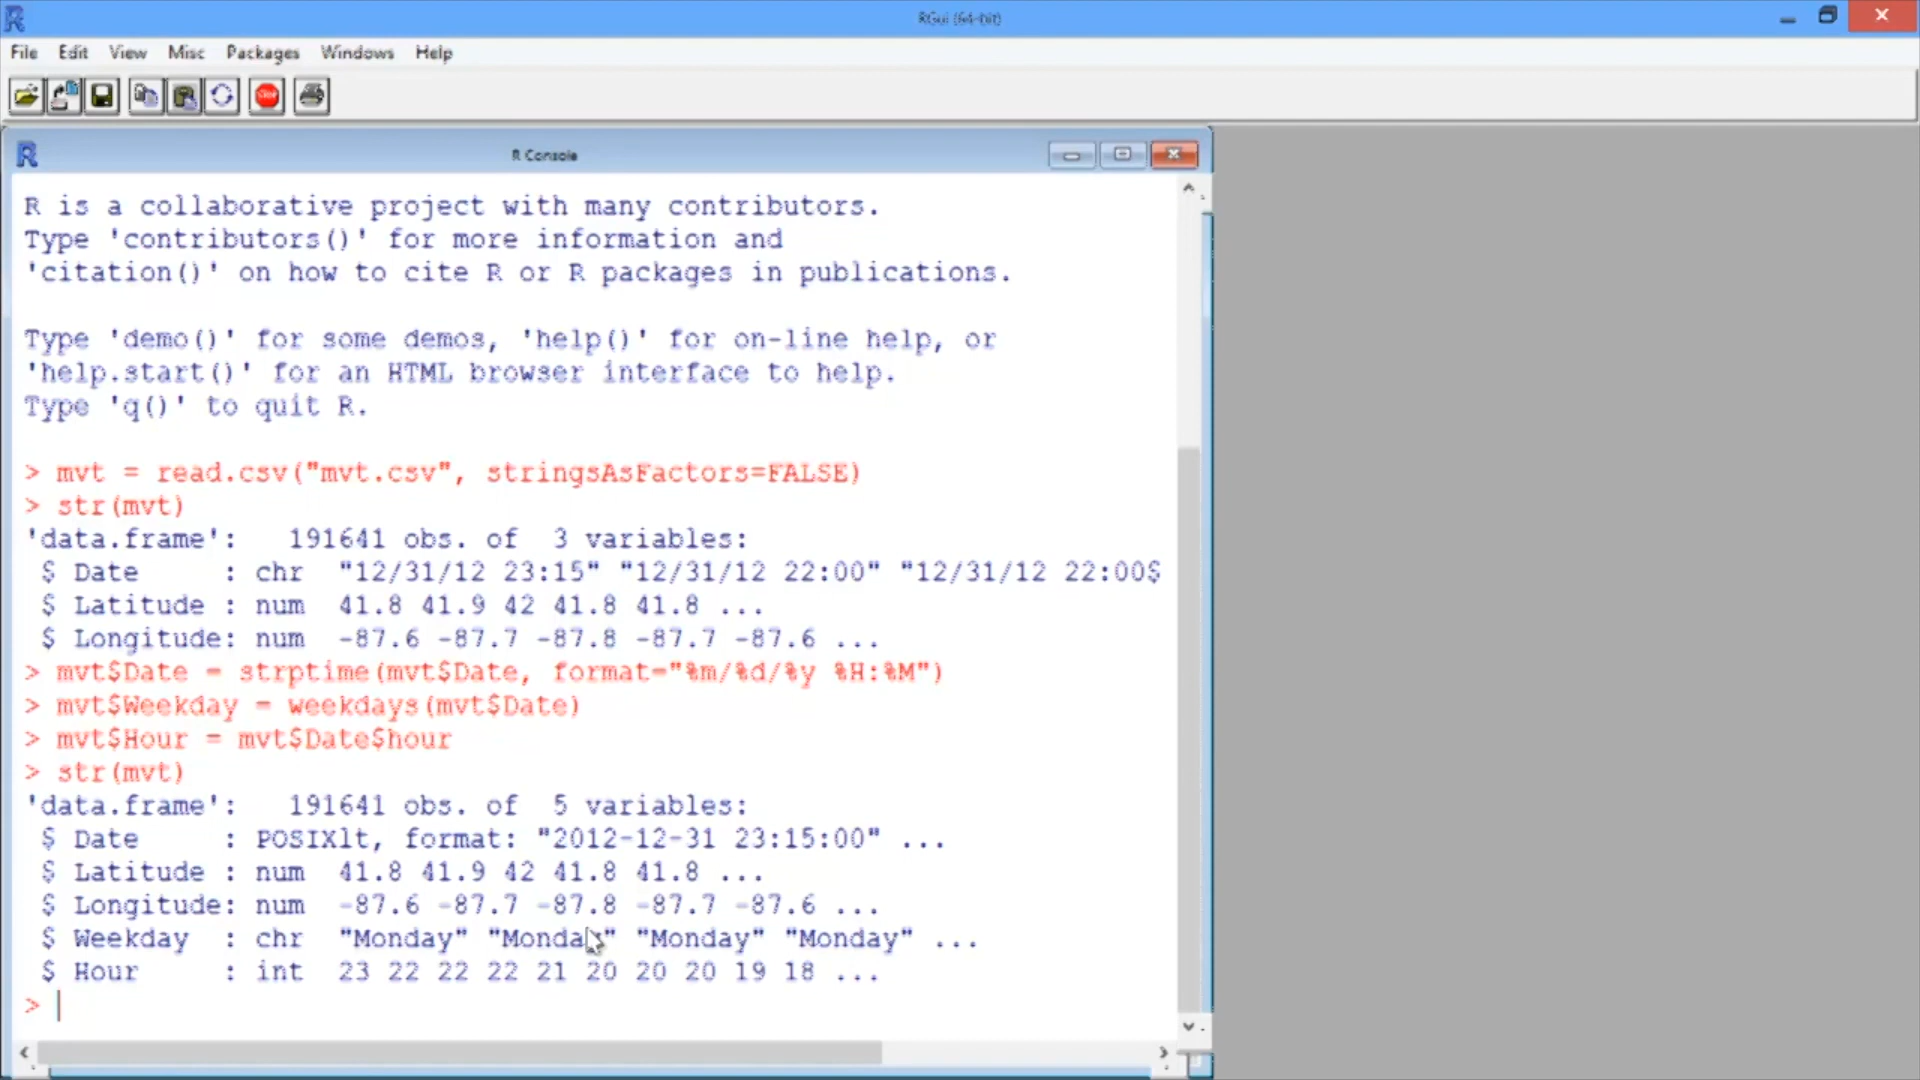 RGui (64-bit)
File Edit View Misc Packages Windows Help
STOP
R Console
R is a collaborative project with many contributors.
Type 'contributors()' for more information and
'citation()' on how to cite R or R packages in publications.
Type 'demo()' for some demos, 'help()' for on-line help, or
'help.start()' for an HTML browser interface to help.
Type 'q()' to quit R.
> mvt = read.csv("mvt.csv", stringsAsFactors=FALSE)
> str(mvt)
'data.frame':   191641 obs. of  3 variables:
 $ Date     : chr  "12/31/12 23:15" "12/31/12 22:00" "12/31/12 22:00$
 $ Latitude : num  41.8 41.9 42 41.8 41.8 ...
 $ Longitude: num  -87.6 -87.7 -87.8 -87.7 -87.6 ...
> mvt$Date = strptime(mvt$Date, format="%m/%d/%y %H:%M")
> mvt$Weekday = weekdays(mvt$Date)
> mvt$Hour = mvt$Date$hour
> str(mvt)
'data.frame':   191641 obs. of  5 variables:
 $ Date     : POSIXlt, format: "2012-12-31 23:15:00" ...
 $ Latitude : num  41.8 41.9 42 41.8 41.8 ...
 $ Longitude: num  -87.6 -87.7 -87.8 -87.7 -87.6 ...
 $ Weekday  : chr  "Monday" "Monday" "Monday" "Monday" ...
 $ Hour     : int  23 22 22 22 21 20 20 20 19 18 ...
>